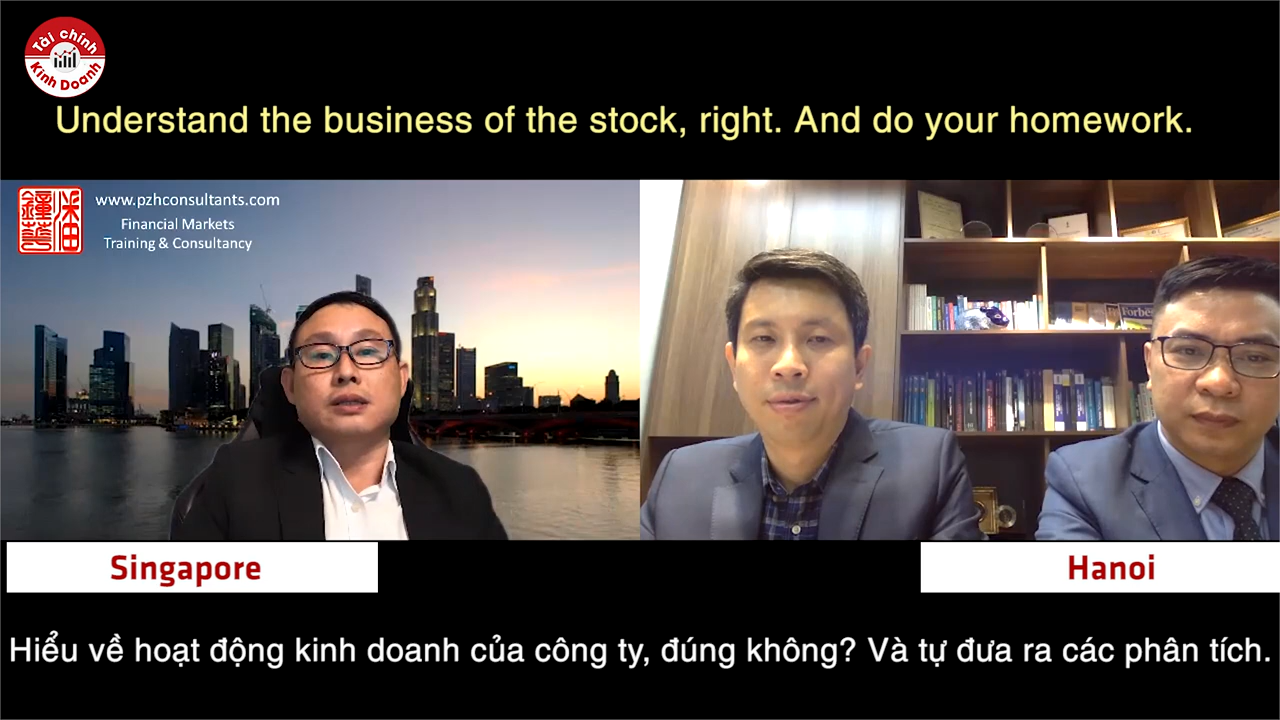 Tài chính
Kinh Doanh
Understand the business of the stock, right. And do your homework.
www.pzhconsultants.com
Financial Markets
Training & Consultancy
Forbes
Singapore
Hanoi
Hiểu về hoạt động kinh doanh của công ty, đúng không? Và tự đưa ra các phân tích.